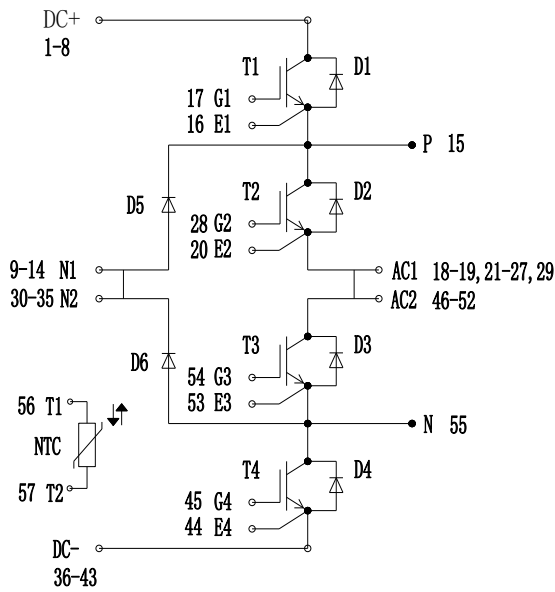 DC+
1-8
T1 D1
17 G1
16 E1
P 15
T2 D2
D5
28 G2
20 E2
9-14 N1
AC1 18-19, 21-27, 29
30-35 N2
AC2 46-52
T3 D3
D6
54 G3
53 E3
56 T1
N 55
NTC
T4 D4
57 T2
45 G4
44 E4
DC-
36-43